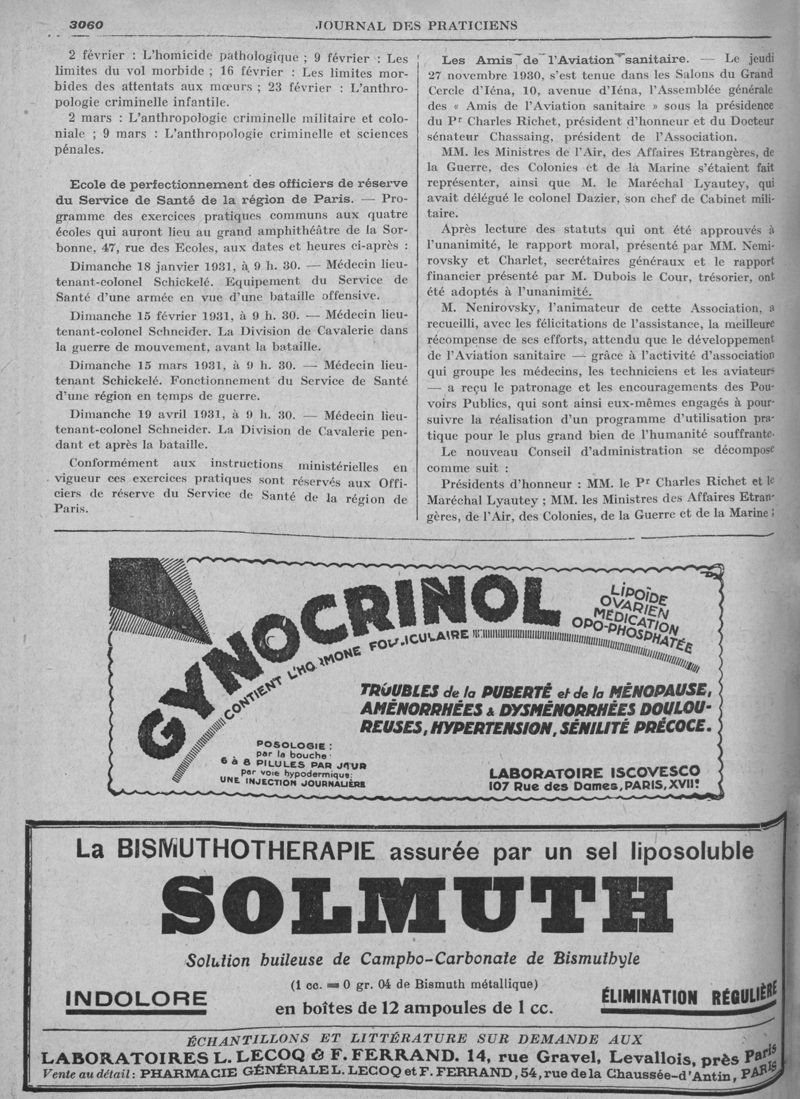 3060 JOURNAL DES PRATICIENS
2 février : L'homicide pathologique ; 9 février : Les
limites du vol morbide ; 16 février : Les limites mor-
bides des attentats aux mœurs ; 23 février : L'anthro-
pologie criminelle infantile.
2 mars : L'anthropologie criminelle militaire et colo-
niale ; 9 mars : L'anthropologie criminelle et sciences
pénales.
Ecole de perfectionnement des officiers de réserve
du Service de Santé de la région de Paris. — Pro-
gramme des exercices pratiques communs aux quatre
écoles qui auront lieu au grand amphithéâtre de la Sor-
bonne, 47, rue des Ecoles, aux dates et heures ci-après :
Dimanche 18 janvier 1931, à 9 h. 30. — Médecin lieu-
tenant-colonel Schickelé. Equipement du Service de
Santé d'une armée en vue d'une bataille offensive.
Dimanche 15 février 1931, à 9 h. 30. — Médecin lieu-
tenant-colonel Schneider. La Division de Cavalerie dans
la guerre de mouvement, avant la bataille.
Dimanche 15 mars 1931, à 9 h. 30. — Médecin lieu-
tenant Schickelé. Fonctionnement du Service de Santé
d'une région en temps de guerre.
Dimanche 19 avril 1931, à 9 h. 30. — Médecin lieu-
tenant-colonel Schneider. La Division de Cavalerie pen-
dant et après la bataille.
Conformément aux instructions ministérielles en
vigueur ces exercices pratiques sont réservés aux Offi-
ciers de réserve du Service de Santé de la région de
Paris.
Les Amis de l'Aviation sanitaire. — Le jeudi
27 novembre 1930, s'est tenue dans les Salons du Grand
Cercle d'Iéna, 10, avenue d'Iéna, l'Assemblée générale
des « Amis de l'Aviation sanitaire » sous la présidence
du Pr Charles Richet, président d'honneur et du Docteur
sénateur Chassaing, président de l'Association.
MM. les Ministres de l'Air, des Affaires Etrangères, de
la Guerre, des Colonies et de la Marine s'étaient fait
représenter, ainsi que M. le Maréchal Lyautey, qui
avait délégué le colonel Dazier, son chef de Cabinet mili-
taire.
Après lecture des statuts qui ont été approuvés à
l'unanimité, le rapport moral, présenté par MM. Nemi-
rovsky et Charlet, secrétaires généraux et le rapport
financier présenté par M. Dubois le Cour, trésorier, ont
été adoptés à l'unanimité.
M. Nenirovsky, l'animateur de cette Association, a
recueilli, avec les félicitations de l'assistance, la meilleure
récompense de ses efforts, attendu que le développement
de l'Aviation sanitaire — grâce à l'activité d'association
qui groupe les médecins, les techniciens et les aviateurs
— a reçu le patronage et les encouragements des Pou-
voirs Publics, qui sont ainsi eux-mêmes engagés à pour-
suivre la réalisation d'un programme d'utilisation pra-
tique pour le plus grand bien de l'humanité souffrante.
Le nouveau Conseil d'administration se décompose
comme suit :
Présidents d'honneur : MM. le Pr Charles Richet et le
Maréchal Lyautey ; MM. les Ministres des Affaires Etran-
gères, de l'Air, des Colonies, de la Guerre et de la Marine ;
GYNOCRINOL
CONTIENT L'HORMONE FOLLICULAIRE
LIPOÏDE
OVARIEN
MÉDICATION
OPO-PHOSPHATÉE
TROUBLES de la PUBERTÉ et de la MÉNOPAUSE,
AMÉNORRHÉES & DYSMÉNORRHÉES DOULOU-
REUSES, HYPERTENSION, SÉNILITÉ PRÉCOCE.
POSOLOGIE :
par la bouche :
6 à 8 PILULES PAR JOUR
par voie hypodermique :
UNE INJECTION JOURNALIÈRE
LABORATOIRE ISCOVESCO
107 Rue des Dames, PARIS, XVIIe
La BISMUTHOTHERAPIE assurée par un sel liposoluble
SOLMUTH
Solution huileuse de Campho-Carbonate de Bismuthyle
(1 cc. = 0 gr. 04 de Bismuth métallique)
INDOLORE
en boîtes de 12 ampoules de 1 cc.
ÉLIMINATION RÉGULIÈRE
ÉCHANTILLONS ET LITTÉRATURE SUR DEMANDE AUX
LABORATOIRES L. LECOQ & F. FERRAND. 14, rue Gravel, Levallois, près Paris
Vente au détail : PHARMACIE GÉNÉRALE L. LECOQ et F. FERRAND, 54, rue de la Chaussée-d'Antin, PARIS